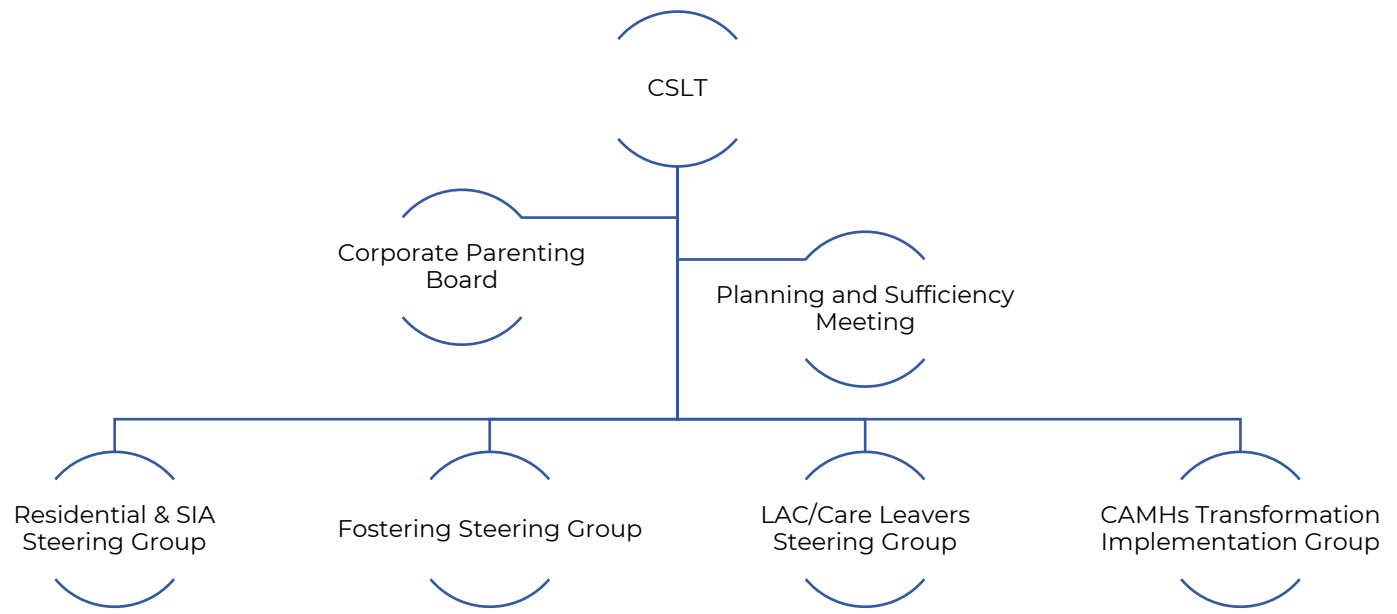 CSLT
Corporate Parenting
Board
Planning and Sufficiency
Meeting
Residential & SIA
Steering Group
Fostering Steering Group
LAC/Care Leavers
Steering Group
CAMHs Transformation
Implementation Group